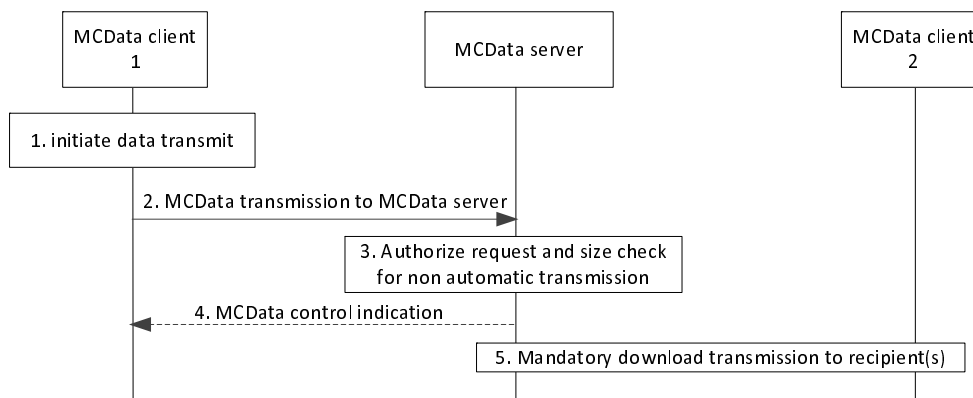 MCData client
1
MCData server
MCData client
2
1. initiate data transmit
2. MCData transmission to MCData server
3. Authorize request and size check
for non automatic transmission
4. MCData control indication
5. Mandatory download transmission to recipient(s)